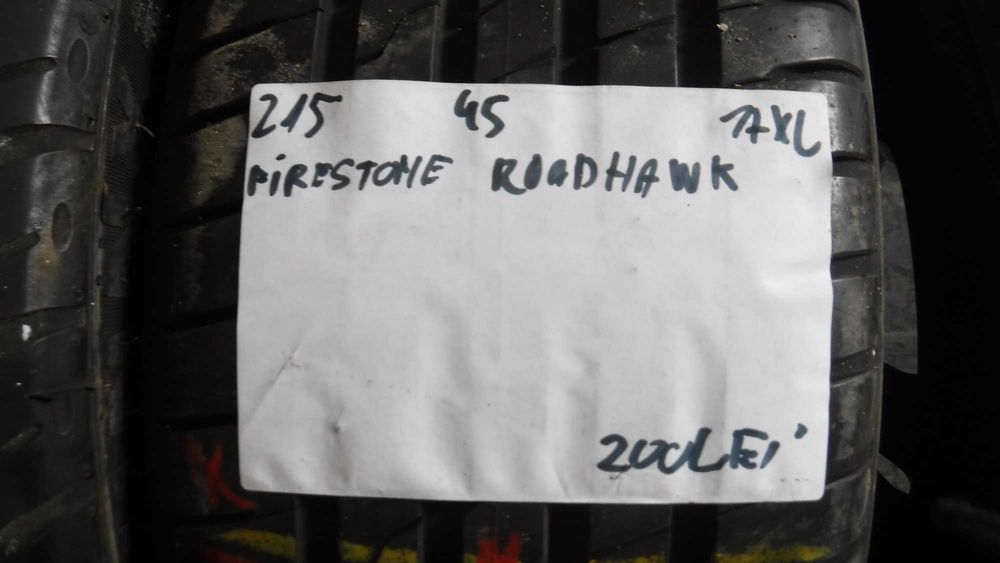 215 45 17XL
FIRESTONE ROADHAWK
200LEI